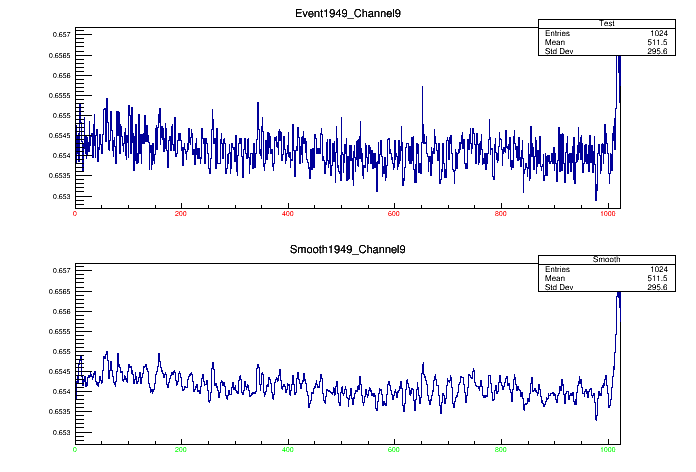 Event1949_Channel9
Test
Entries 1024
Mean 511.5
Std Dev 295.6
0.657
0.6565
0.656
0.6555
0.655
0.6545
0.654
0.6535
0.653
0 200 400 600 800 1000
Smooth1949_Channel9
Smooth
Entries 1024
Mean 511.5
Std Dev 295.6
0.657
0.6565
0.656
0.6555
0.655
0.6545
0.654
0.6535
0.653
0 200 400 600 800 1000